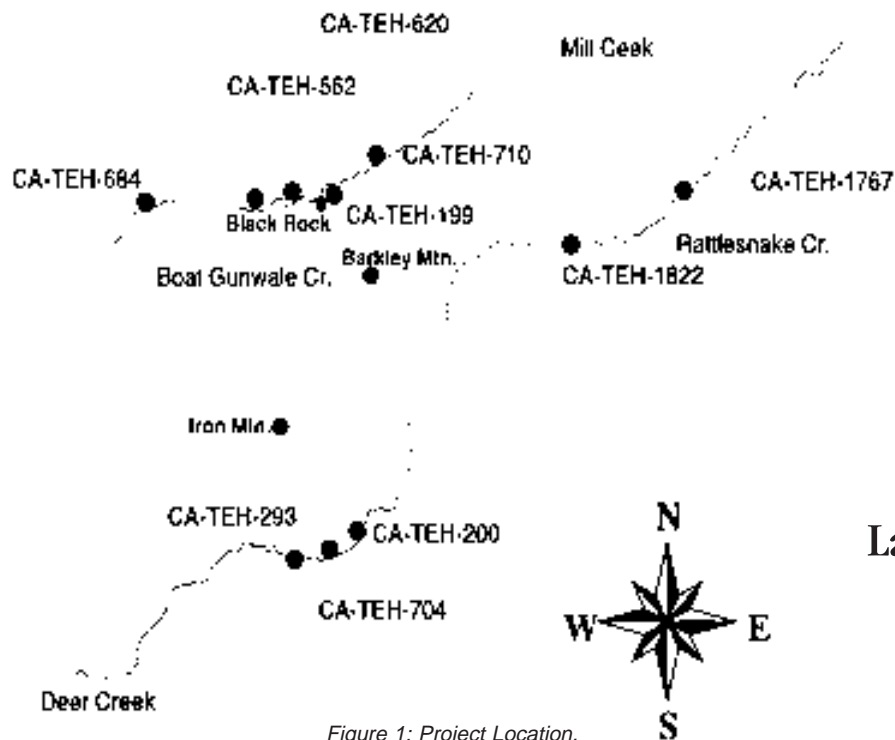 CA-TEH-620
Mill Ceek
CA-TEH-562
CA-TEH-710
CA-TEH-684
CA-TEH-1767
Black Rock
CA-TEH-199
Rattlesnake Cr.
Barkley Mtn.
Boat Gunwale Cr.
CA-TEH-1822
Iron Mtn.
CA-TEH-293
CA-TEH-200
N
La
CA-TEH-704
W E
Deer Creek
S
Figure 1: Project Location.